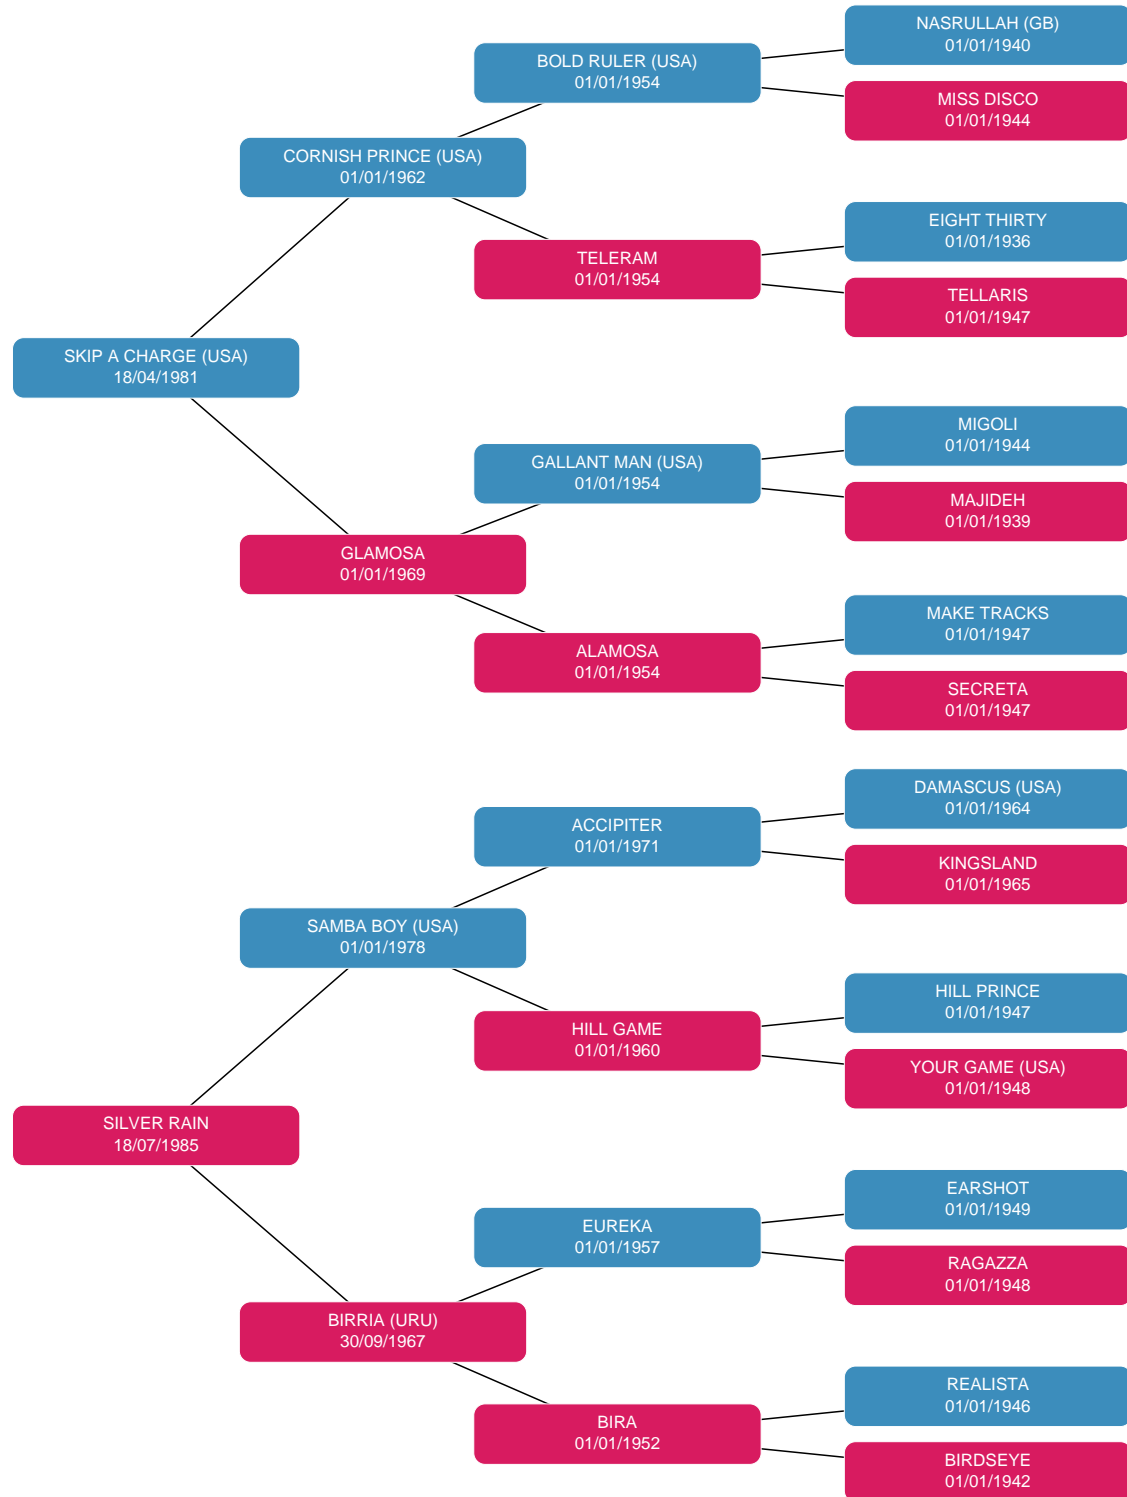 NASRULLAH (GB)
01/01/1940
BOLD RULER (USA)
01/01/1954
MISS DISCO
01/01/1944
CORNISH PRINCE (USA)
01/01/1962
EIGHT THIRTY
01/01/1936
TELERAM
01/01/1954
TELLARIS
01/01/1947
SKIP A CHARGE (USA)
18/04/1981
MIGOLI
01/01/1944
GALLANT MAN (USA)
01/01/1954
MAJIDEH
01/01/1939
GLAMOSA
01/01/1969
MAKE TRACKS
01/01/1947
ALAMOSA
01/01/1954
SECRETA
01/01/1947
DAMASCUS (USA)
01/01/1964
ACCIPITER
01/01/1971
KINGSLAND
01/01/1965
SAMBA BOY (USA)
01/01/1978
HILL PRINCE
01/01/1947
HILL GAME
01/01/1960
YOUR GAME (USA)
01/01/1948
SILVER RAIN
18/07/1985
EARSHOT
01/01/1949
EUREKA
01/01/1957
RAGAZZA
01/01/1948
BIRRIA (URU)
30/09/1967
REALISTA
01/01/1946
BIRA
01/01/1952
BIRDSEYE
01/01/1942